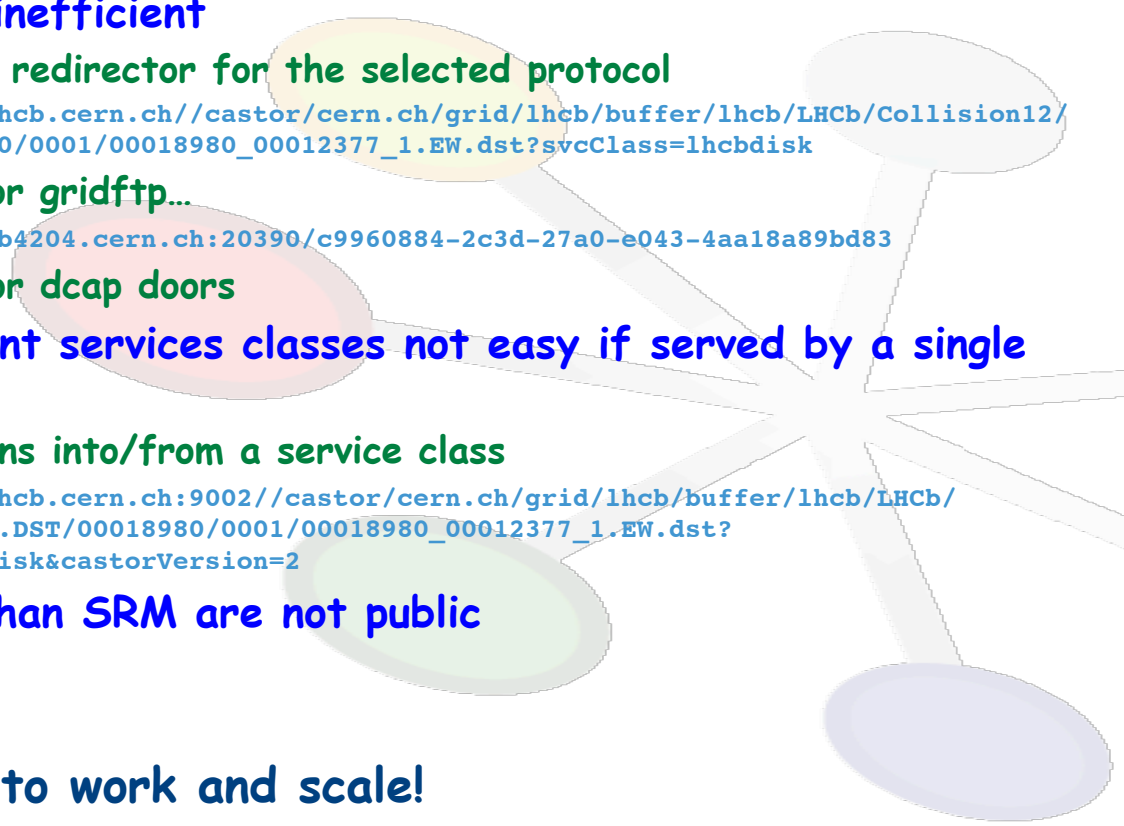 inefficient
redirector for the selected protocol
hcb.cern.ch//castor/cern.ch/grid/lhcb/buffer/lhcb/LHCb/Collision12/
0/0001/00018980_00012377_1.EW.dst?svcClass=lhcbdisk
or gridftp…
b4204.cern.ch:20390/c9960884-2c3d-27a0-e043-4aa18a89bd83
or dcap doors
nt services classes not easy if served by a single
ns into/from a service class
hcb.cern.ch:9002//castor/cern.ch/grid/lhcb/buffer/lhcb/LHCb/
.DST/00018980/0001/00018980_00012377_1.EW.dst?
isk&castorVersion=2
han SRM are not public
to work and scale!